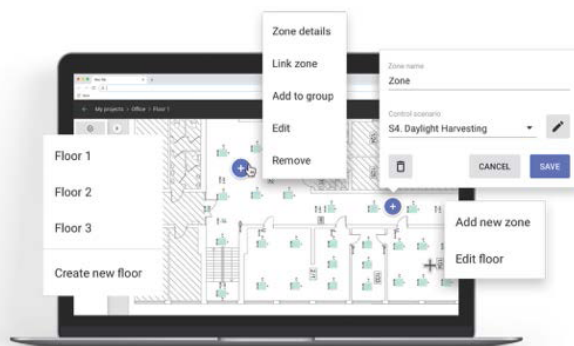 Zone details
Link zone
Add to group
Edit
Remove
Zone name
Zone
Control scenario
S4. Daylight Harvesting
CANCEL
SAVE
My projects > Office > Floor 1
Floor 1
Floor 2
Floor 3
Create new floor
Add new zone
Edit floor